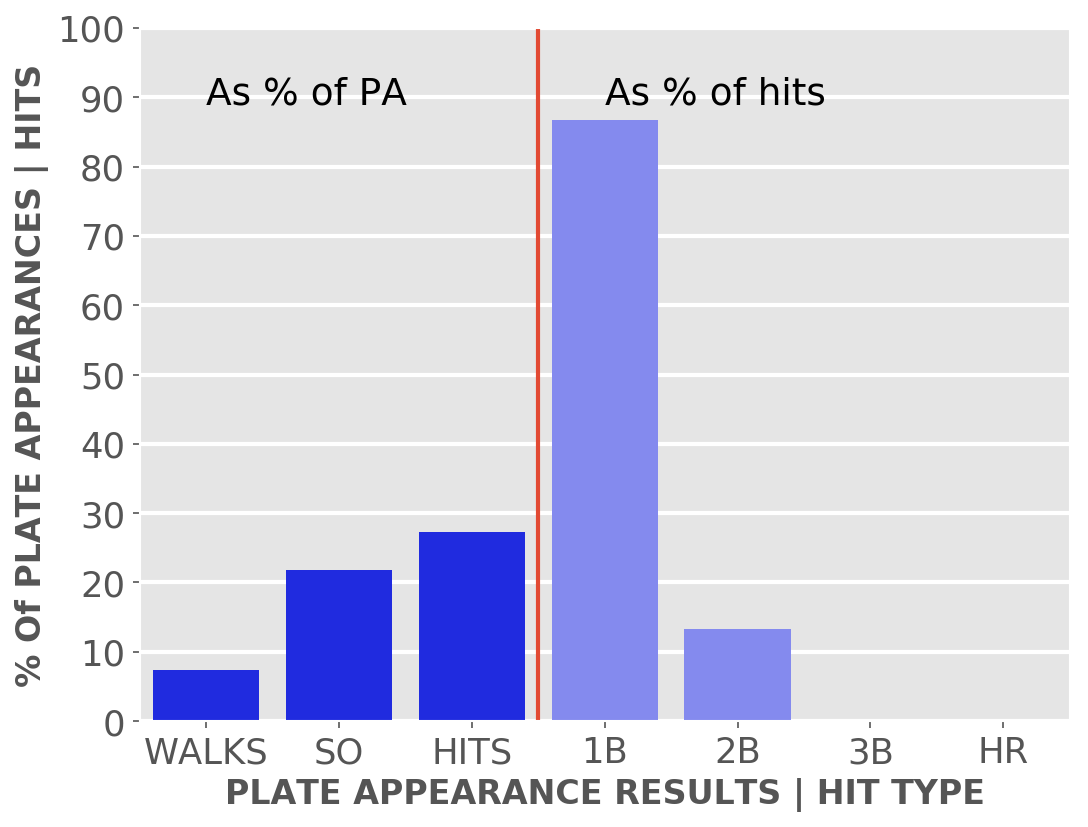 % Of PLATE APPEARANCES | HITS
100
90
80
70
60
50
40
30
20
10
0
As % of PA
As % of hits
WALKS SO HITS 1B 2B 3B HR
PLATE APPEARANCE RESULTS | HIT TYPE